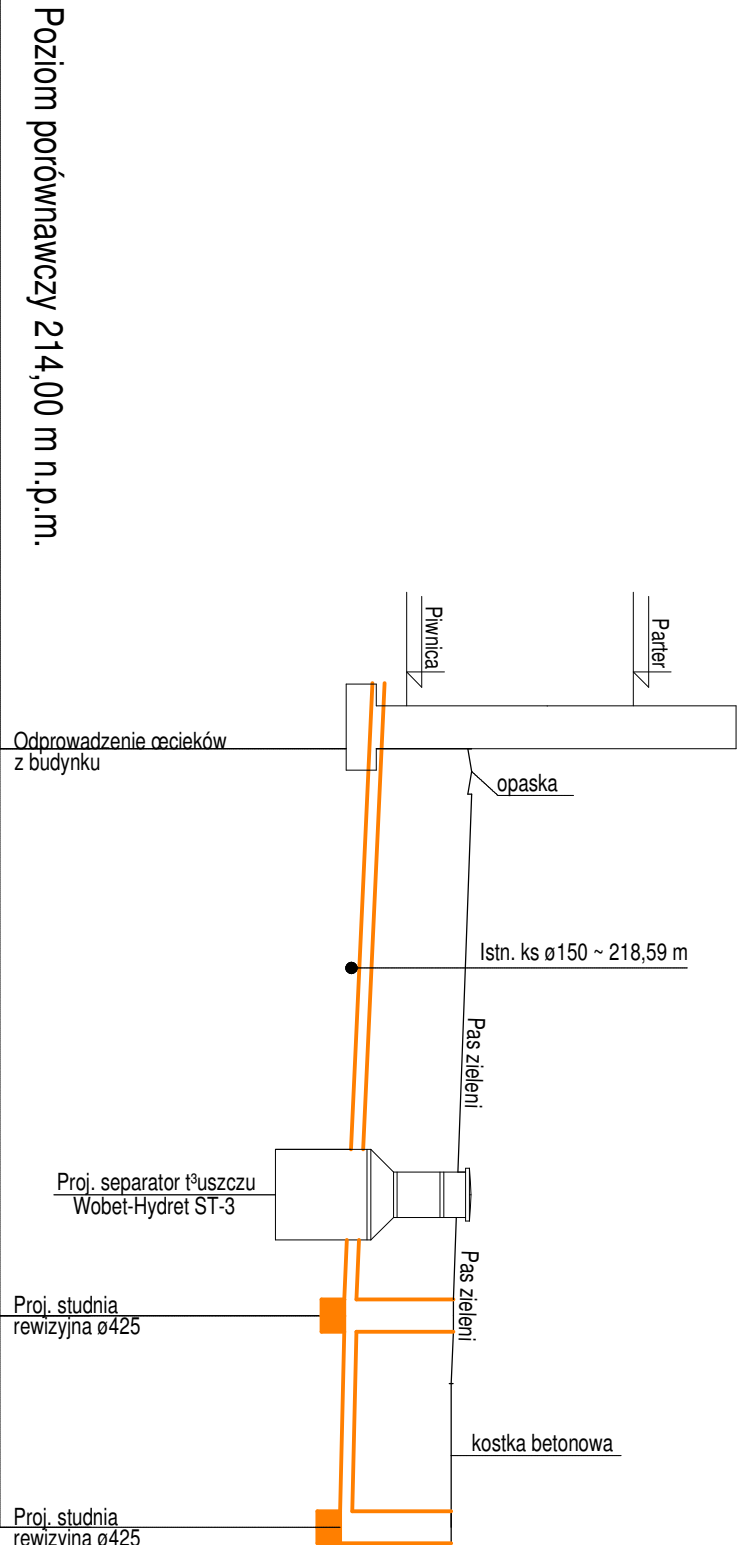 Poziom porównawczy 214,00 m n.p.m.
Parter
Piwnica
Odprowadzenie œcieków
z budynku
opaska
Istn. ks ø150 ~ 218,59 m
Pas zieleni
Proj. separator t³uszczu
Wobet-Hydret ST-3
Pas zieleni
Proj. studnia
rewizyjna ø425
kostka betonowa
Proj. studnia
rewizyjna ø425